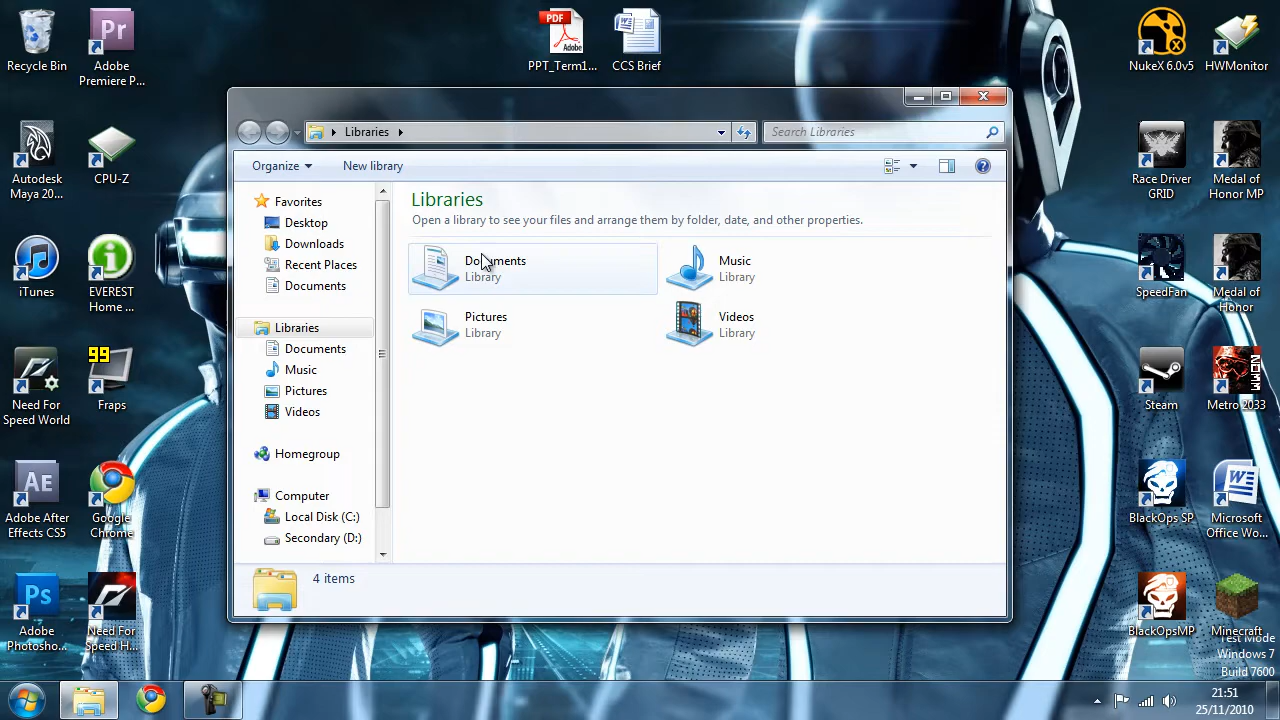 Recycle Bin
Adobe
Premiere P...
PDF
Adobe
PPT_Term1...
CCS Brief
NukeX 6.0v5
HWMonitor
Autodesk
Maya 20...
CPU-Z
Race Driver
GRID
Medal of
Honor MP
iTunes
EVEREST
Home ...
SpeedFan
Medal of
Honor
Need For
Speed World
99
Fraps
Steam
Metro 2033
AE
Adobe After
Effects CS5
Google
Chrome
BlackOps SP
Microsoft
Office Wo...
Ps
Adobe
Photosho...
Need For
Speed H...
BlackOpsMP
Minecraft
Libraries
Search Libraries
Organize
New library
Favorites
Desktop
Downloads
Recent Places
Documents
Libraries
Documents
Music
Pictures
Videos
Homegroup
Computer
Local Disk (C:)
Secondary (D:)
Libraries
Open a library to see your files and arrange them by folder, date, and other properties.
Documents
Library
Music
Library
Pictures
Library
Videos
Library
4 items
Mode
Windows 7
Build 7600
21:51
25/11/2010